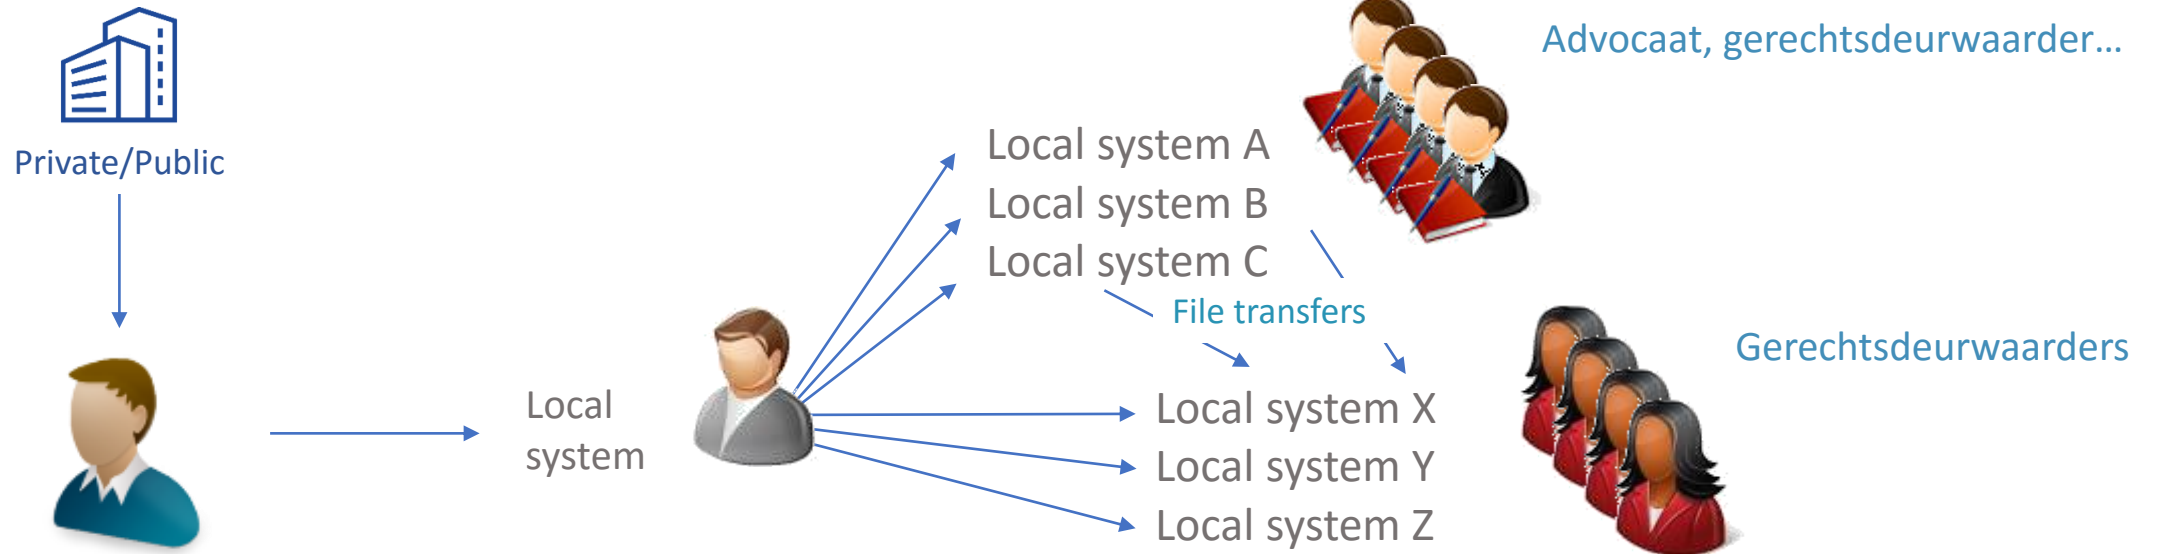 Advocaat, gerechtsdeurwaarder…
Private/Public
Local system A
Local system B
Local system C
File transfers
Gerechtsdeurwaarders
Local
system
Local system X
Local system Y
Local system Z